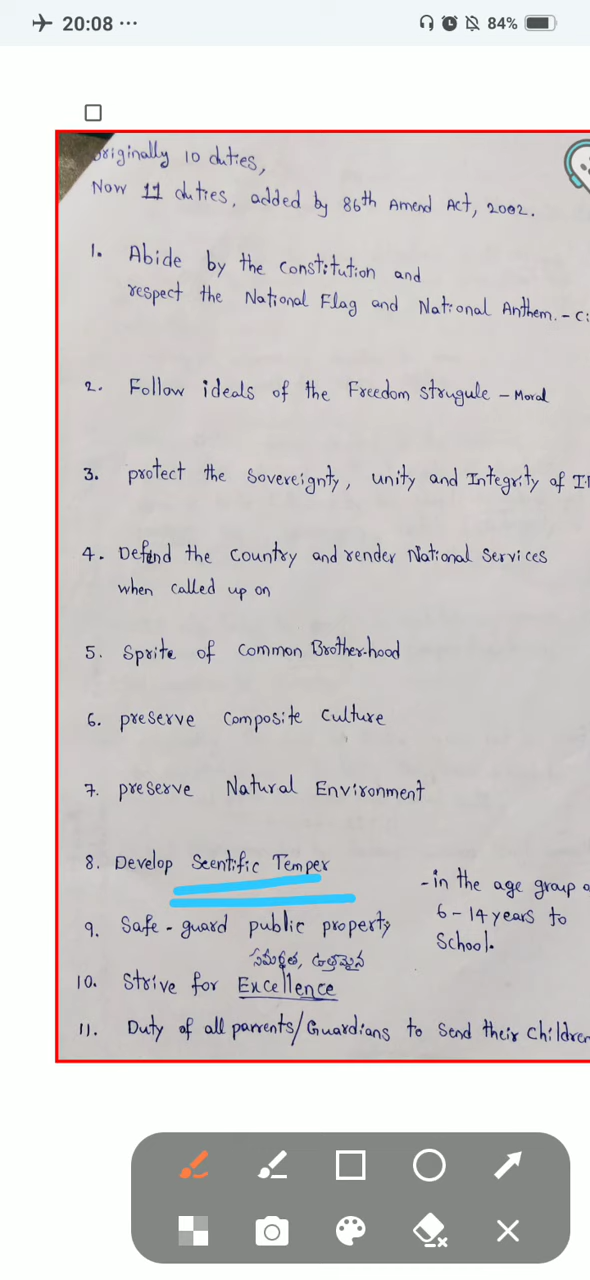 20:08 ...
84%
originally 10 duties,
Now 11 duties, added by 86th Amend Act, 2002.
1. Abide by the constitution and
respect the National Flag and National Anthem. - C:
2. Follow ideals of the Freedom strugule - Moral
3. protect the Sovereignty, unity and Integrity of I
4. Defend the Country and render National Services
when called up on
5. Sprite of common Brother-hood
6. preserve Composite Culture
7. preserve Natural Environment
8. Develop Scentific Temper
- in the age group
6-14 years to
School.
9. Safe-guard public property
సమర్థత, ఉత్తమైన
10. Strive for Excellence
11. Duty of all parrents/Guardians to Send their Children